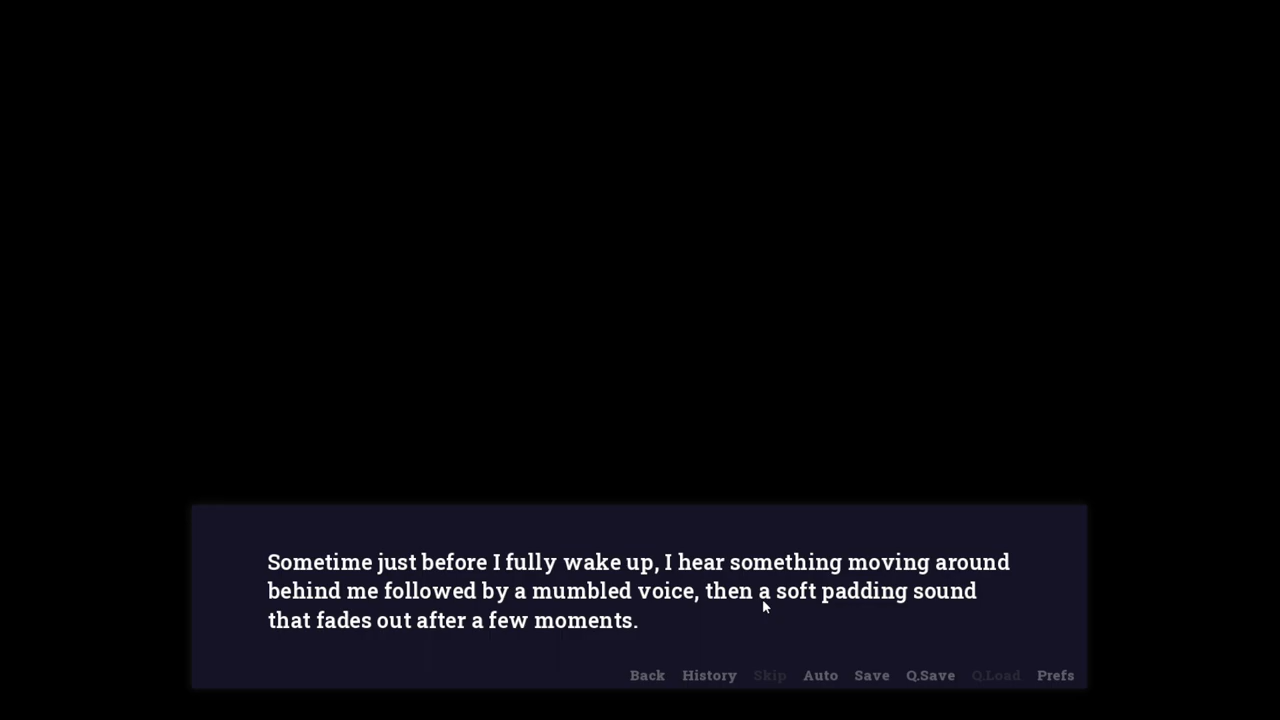 Sometime just before I fully wake up, I hear something moving around
behind me followed by a mumbled voice, then a soft padding sound
that fades out after a few moments.
Back History Skip Auto Save Q.Save Q.Load Prefs